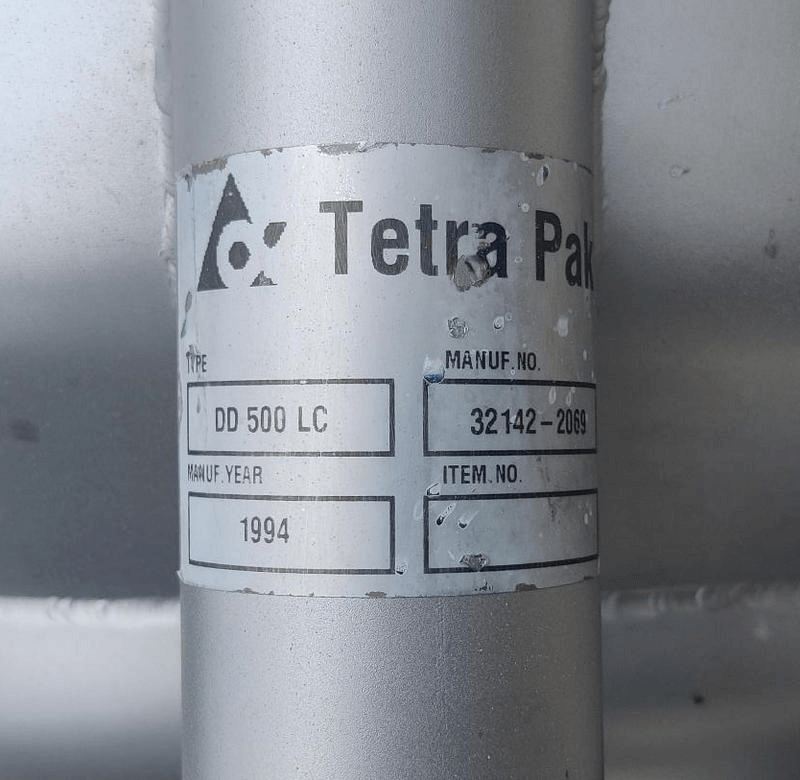 Tetra Pak
TYPE MANUF.NO.
DD 500 LC 32142-2069
MANUF.YEAR ITEM.NO.
1994